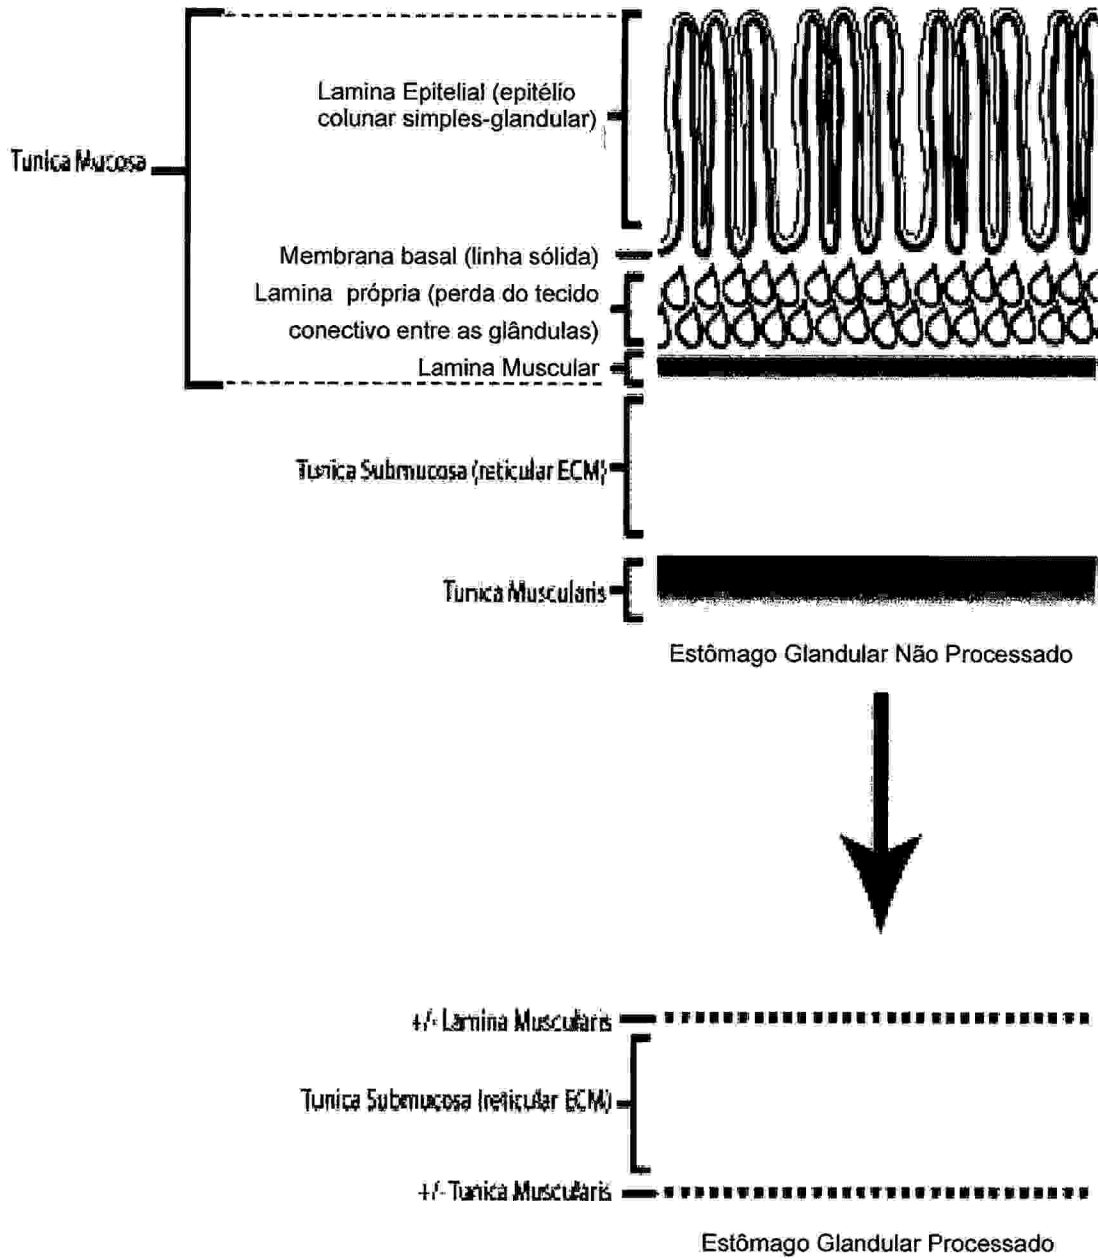 Lamina Epitelial (epitélio
colunar simples-glandular)
Tunica Mucosa
Membrana basal (linha sólida)
Lamina própria (perda do tecido
conectivo entre as glândulas)
Lamina Muscular
Tunica Submucosa (reticular ECM)
Tunica Muscularis
Estômago Glandular Não Processado
+/- Lamina Muscularis
Tunica Submucosa (reticular ECM)
+/- Tunica Muscularis
Estômago Glandular Processado